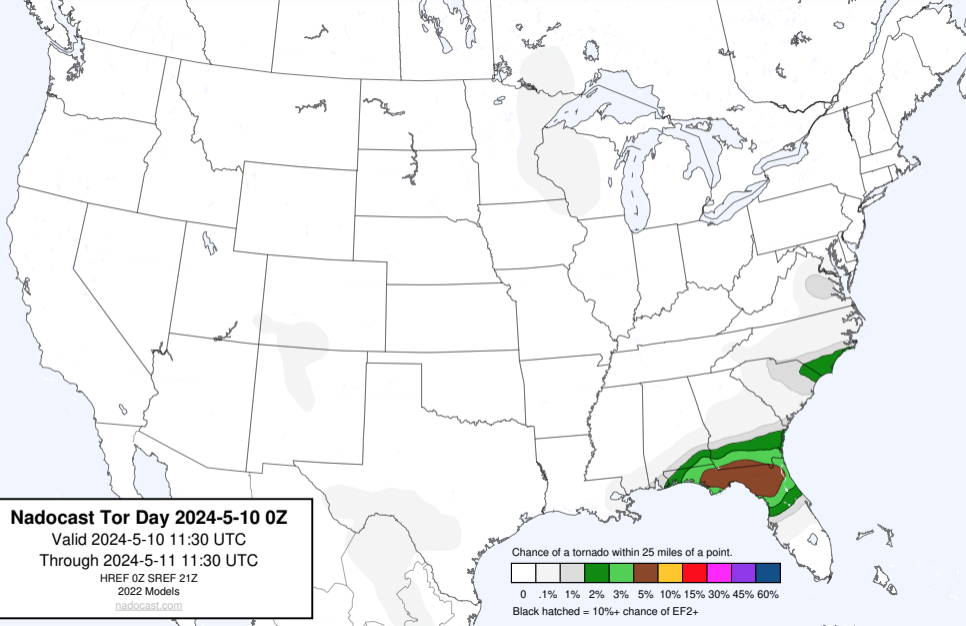 Nadocast Tor Day 2024-5-10 0Z
Valid 2024-5-10 11:30 UTC
Through 2024-5-11 11:30 UTC
HREF 0Z SREF 21Z
2022 Models
nadocast.com
Chance of a tornado within 25 miles of a point.
0 .1% 1% 2% 3% 5% 10% 15% 30% 45% 60%
Black hatched = 10%+ chance of EF2+